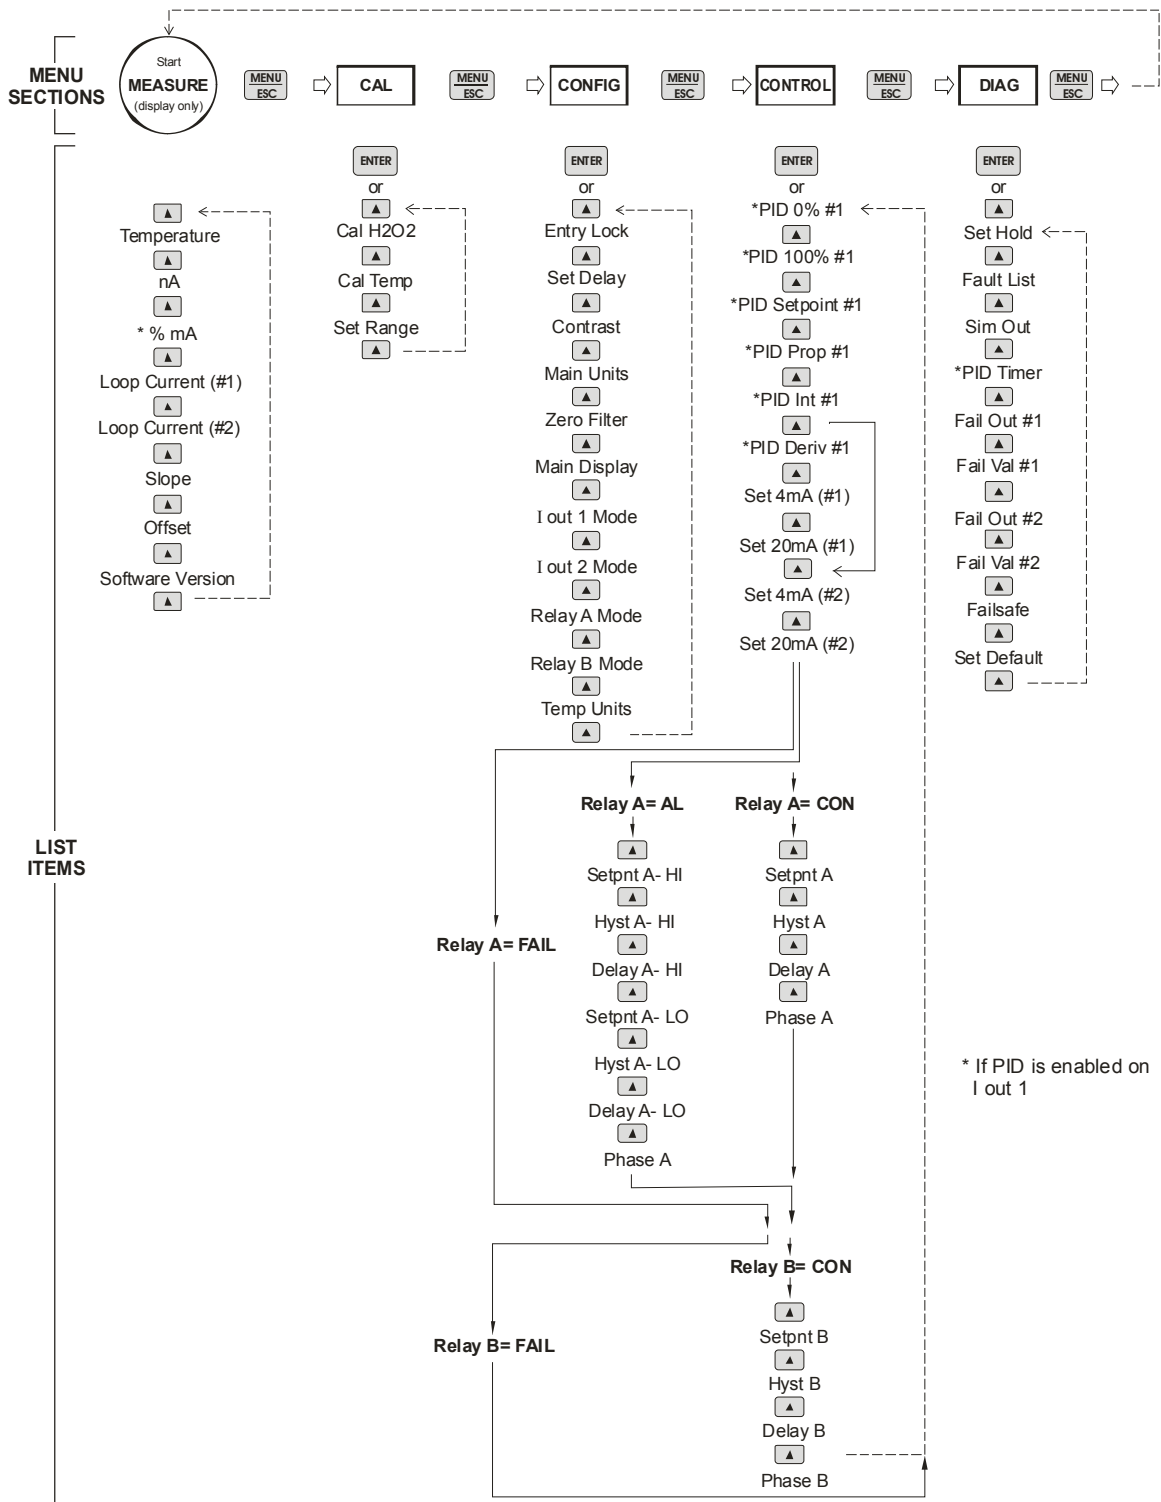 MENU
SECTIONS
Start
MEASURE
(display only)
MENU
ESC
CAL
MENU
ESC
CONFIG
MENU
ESC
CONTROL
MENU
ESC
DIAG
MENU
ESC
LIST
ITEMS
Temperature
nA
* % mA
Loop Current (#1)
Loop Current (#2)
Slope
Offset
Software Version
ENTER
or
Cal H2O2
Cal Temp
Set Range
ENTER
or
Entry Lock
Set Delay
Contrast
Main Units
Zero Filter
Main Display
I out 1 Mode
I out 2 Mode
Relay A Mode
Relay B Mode
Temp Units
ENTER
or
*PID 0% #1
*PID 100% #1
*PID Setpoint #1
*PID Prop #1
*PID Int #1
*PID Deriv #1
Set 4mA (#1)
Set 20mA (#1)
Set 4mA (#2)
Set 20mA (#2)
ENTER
or
Set Hold
Fault List
Sim Out
*PID Timer
Fail Out #1
Fail Val #1
Fail Out #2
Fail Val #2
Failsafe
Set Default
Relay A= FAIL
Relay A= AL
Setpnt A- HI
Hyst A- HI
Delay A- HI
Setpnt A- LO
Hyst A- LO
Delay A- LO
Phase A
Relay A= CON
Setpnt A
Hyst A
Delay A
Phase A
* If PID is enabled on
I out 1
Relay B= FAIL
Relay B= CON
Setpnt B
Hyst B
Delay B
Phase B